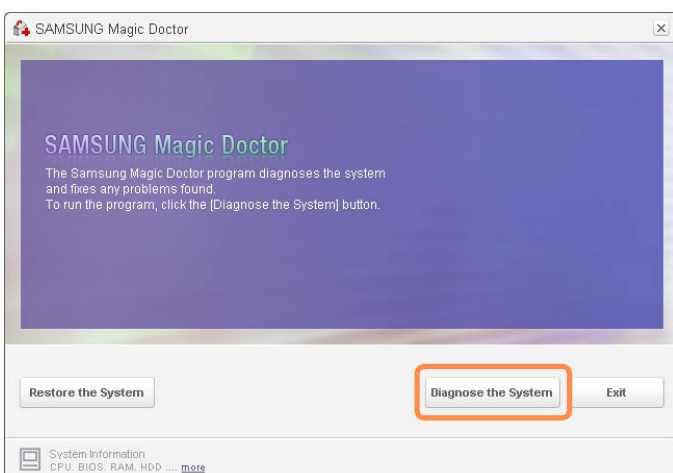 SAMSUNG Magic Doctor
SAMSUNG Magic Doctor
The Samsung Magic Doctor program diagnoses the system
and fixes any problems found.
To run the program, click the [Diagnose the System] button.
Restore the System
Diagnose the System
Exit
System Information
CPU. BIOS. RAM. HDD .... more